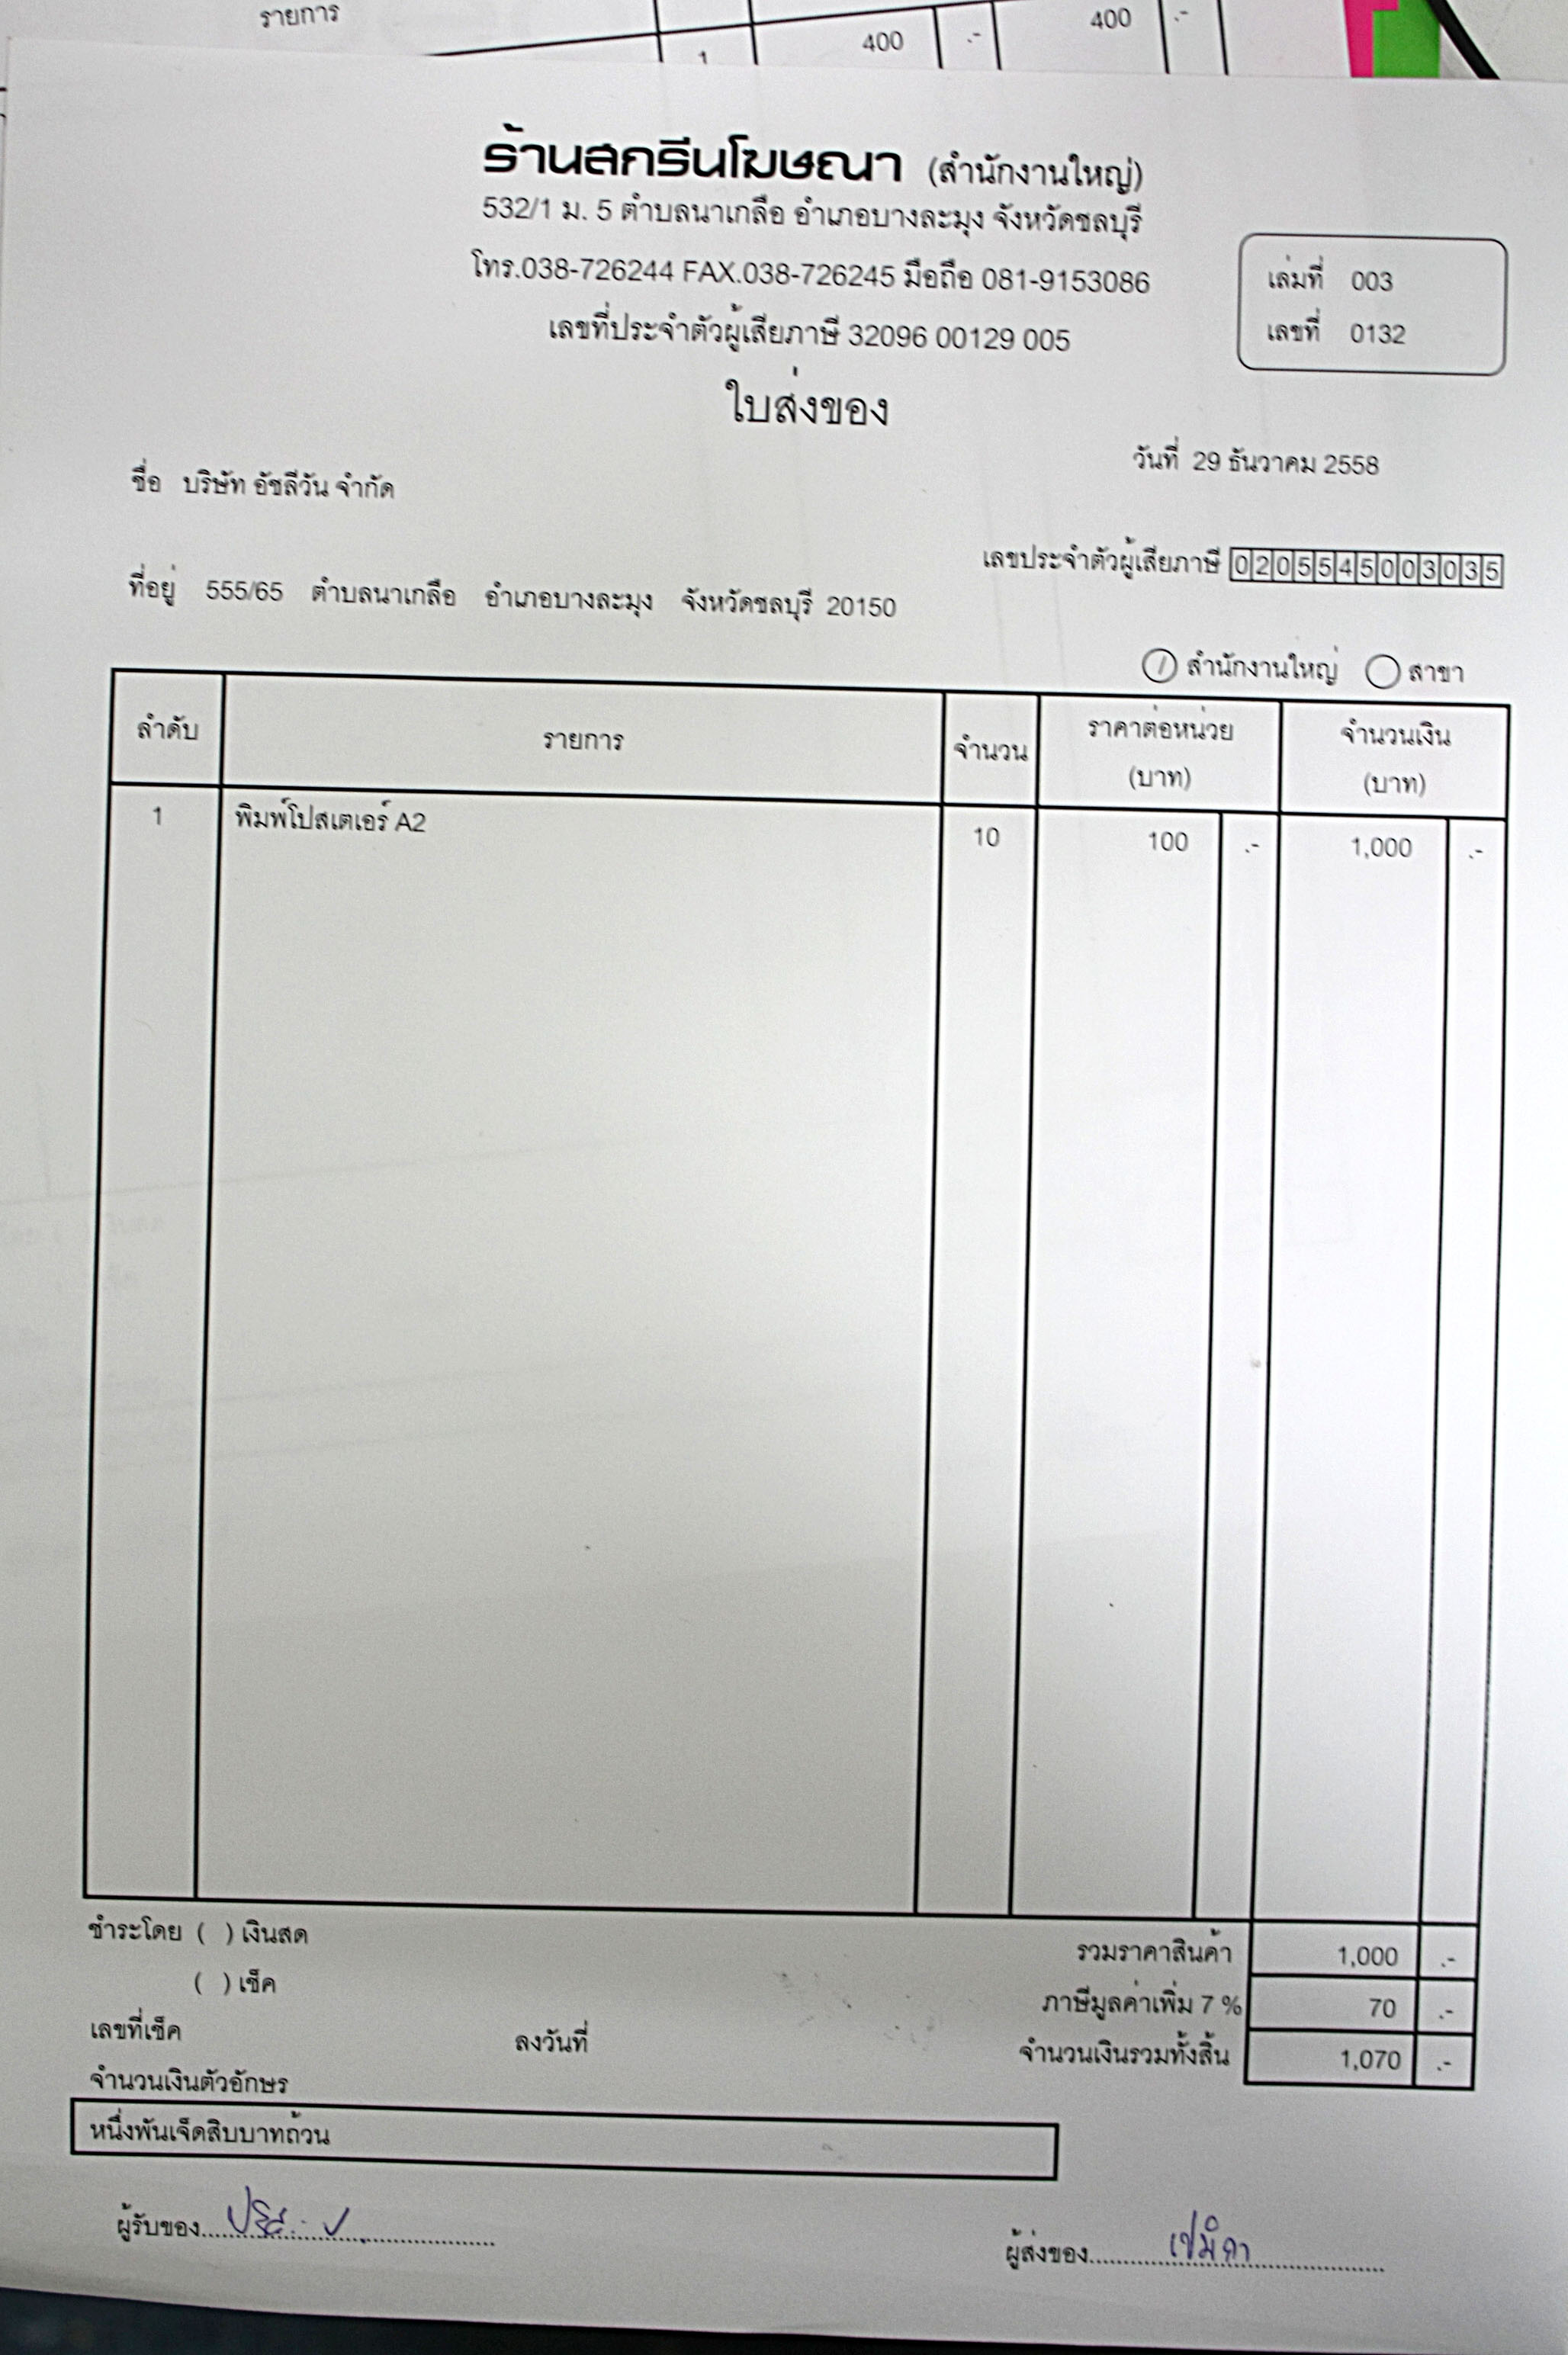 รายการ
1 400 .- 400 .-
ร้านสกรีนโฆษณา (สำนักงานใหญ่)
532/1 ม. 5 ตำบลนาเกลือ อำเภอบางละมุง จังหวัดชลบุรี
โทร.038-726244 FAX.038-726245 มือถือ 081-9153086
เลขที่ประจำตัวผู้เสียภาษี 32096 00129 005
เล่มที่ 003
เลขที่ 0132
ใบส่งของ
วันที่ 29 ธันวาคม 2558
ชื่อ บริษัท อัชลีวัน จำกัด
เลขประจำตัวผู้เสียภาษี 0205545003035
ที่อยู่ 555/65 ตำบลนาเกลือ อำเภอบางละมุง จังหวัดชลบุรี 20150
สำนักงานใหญ่ สาขา
ลำดับ รายการ จำนวน ราคาต่อหน่วย (บาท) จำนวนเงิน (บาท)
1 พิมพ์โปสเตเอร์ A2 10 100 .- 1,000 .-
ชำระโดย ( ) เงินสด
( ) เช็ค
เลขที่เช็ค ลงวันที่
รวมราคาสินค้า 1,000 .-
ภาษีมูลค่าเพิ่ม 7 % 70 .-
จำนวนเงินรวมทั้งสิ้น 1,070 .-
จำนวนเงินตัวอักษร
หนึ่งพันเจ็ดสิบบาทถ้วน
ผู้รับของ
ผู้ส่งของ